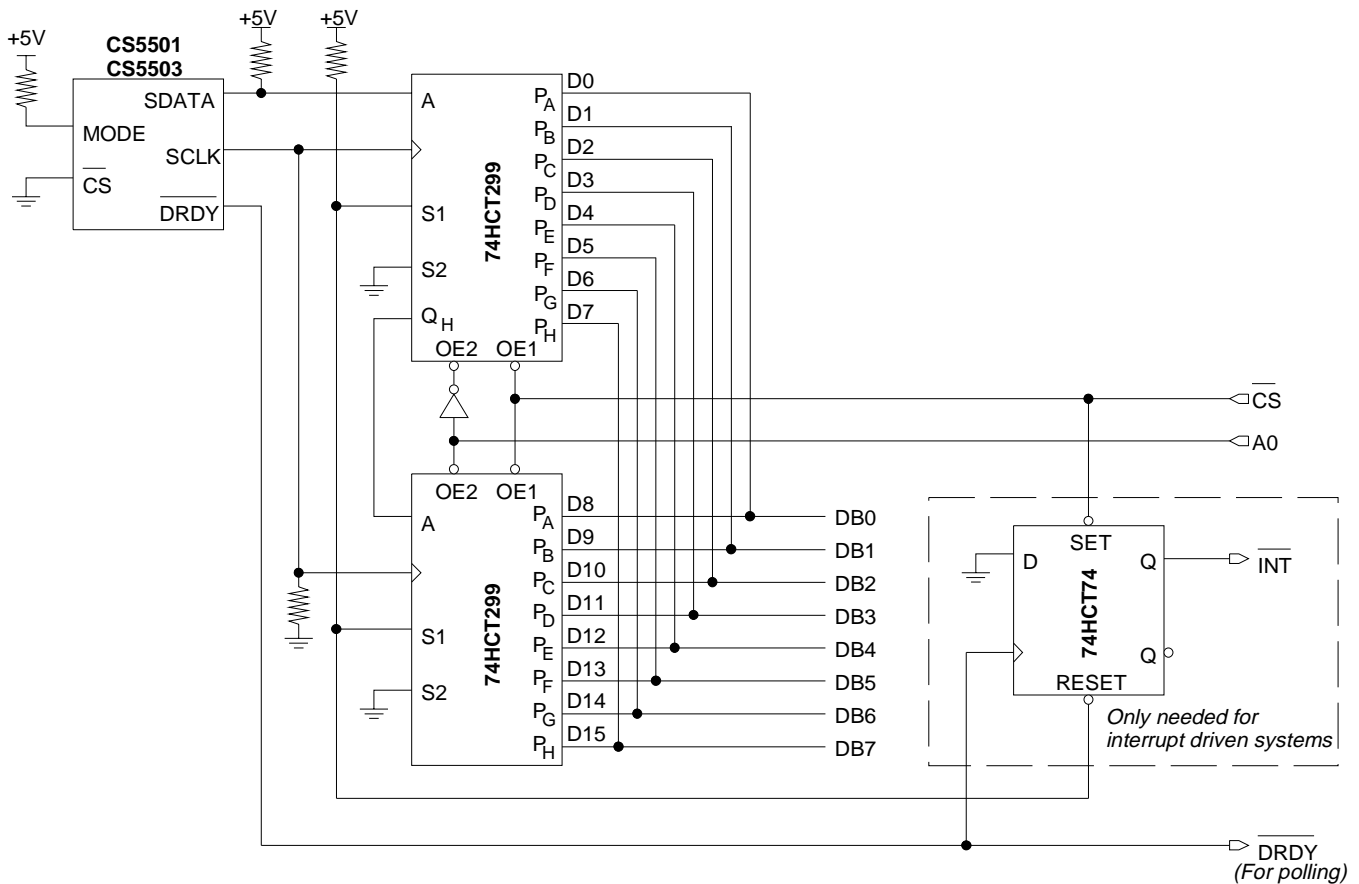 +5V
+5V
+5V
CS5501
CS5503
SDATA
MODE
SCLK
CS
DRDY
A
S1
S2
Q H
OE2 OE1
74HCT299
PA
PB
PC
PD
PE
PF
PG
PH
D0
D1
D2
D3
D4
D5
D6
D7
CS
A0
OE2 OE1
A
S1
S2
74HCT299
PA
PB
PC
PD
PE
PF
PG
PH
D8
D9
D10
D11
D12
D13
D14
D15
DB0
DB1
DB2
DB3
DB4
DB5
DB6
DB7
SET
D
Q
74HCT74
Q
RESET
INT
Only needed for
interrupt driven systems
DRDY
(For polling)